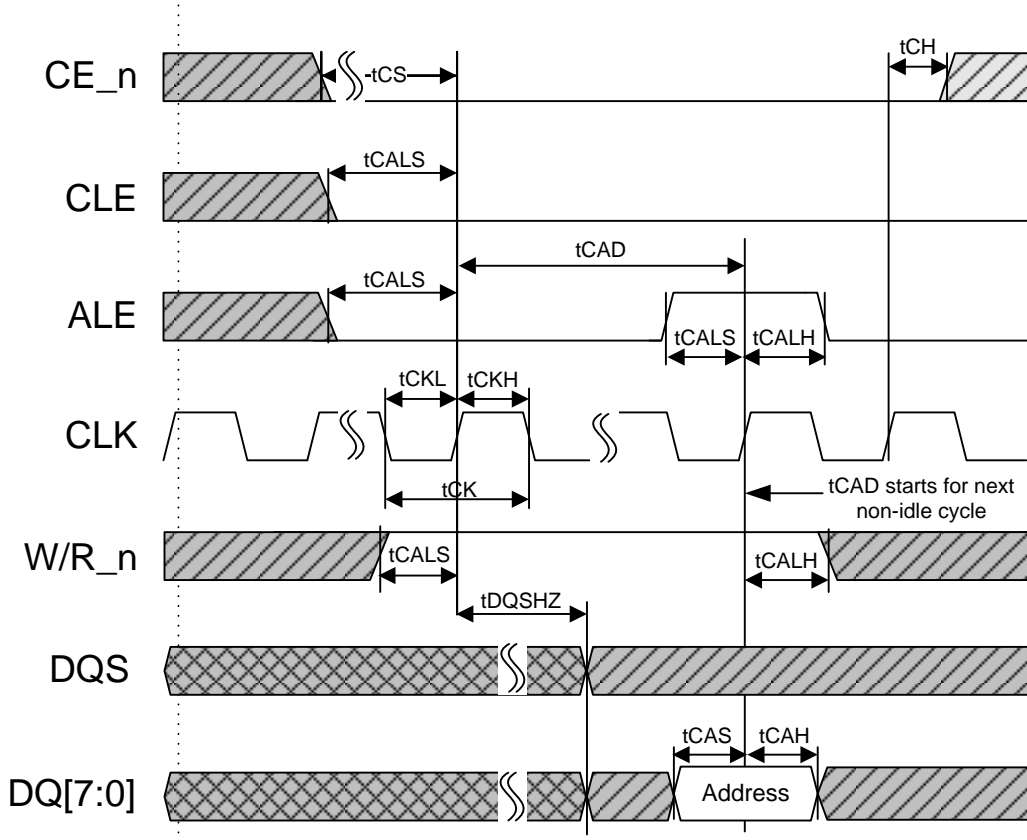 CE_n
tCS
tCH
CLE
tCALS
ALE
tCALS
tCAD
tCALS
tCALH
CLK
tCKL
tCKH
tCK
tCAD starts for next
non-idle cycle
W/R_n
tCALS
tCALH
tDQSHZ
DQS
DQ[7:0]
tCAS
tCAH
Address